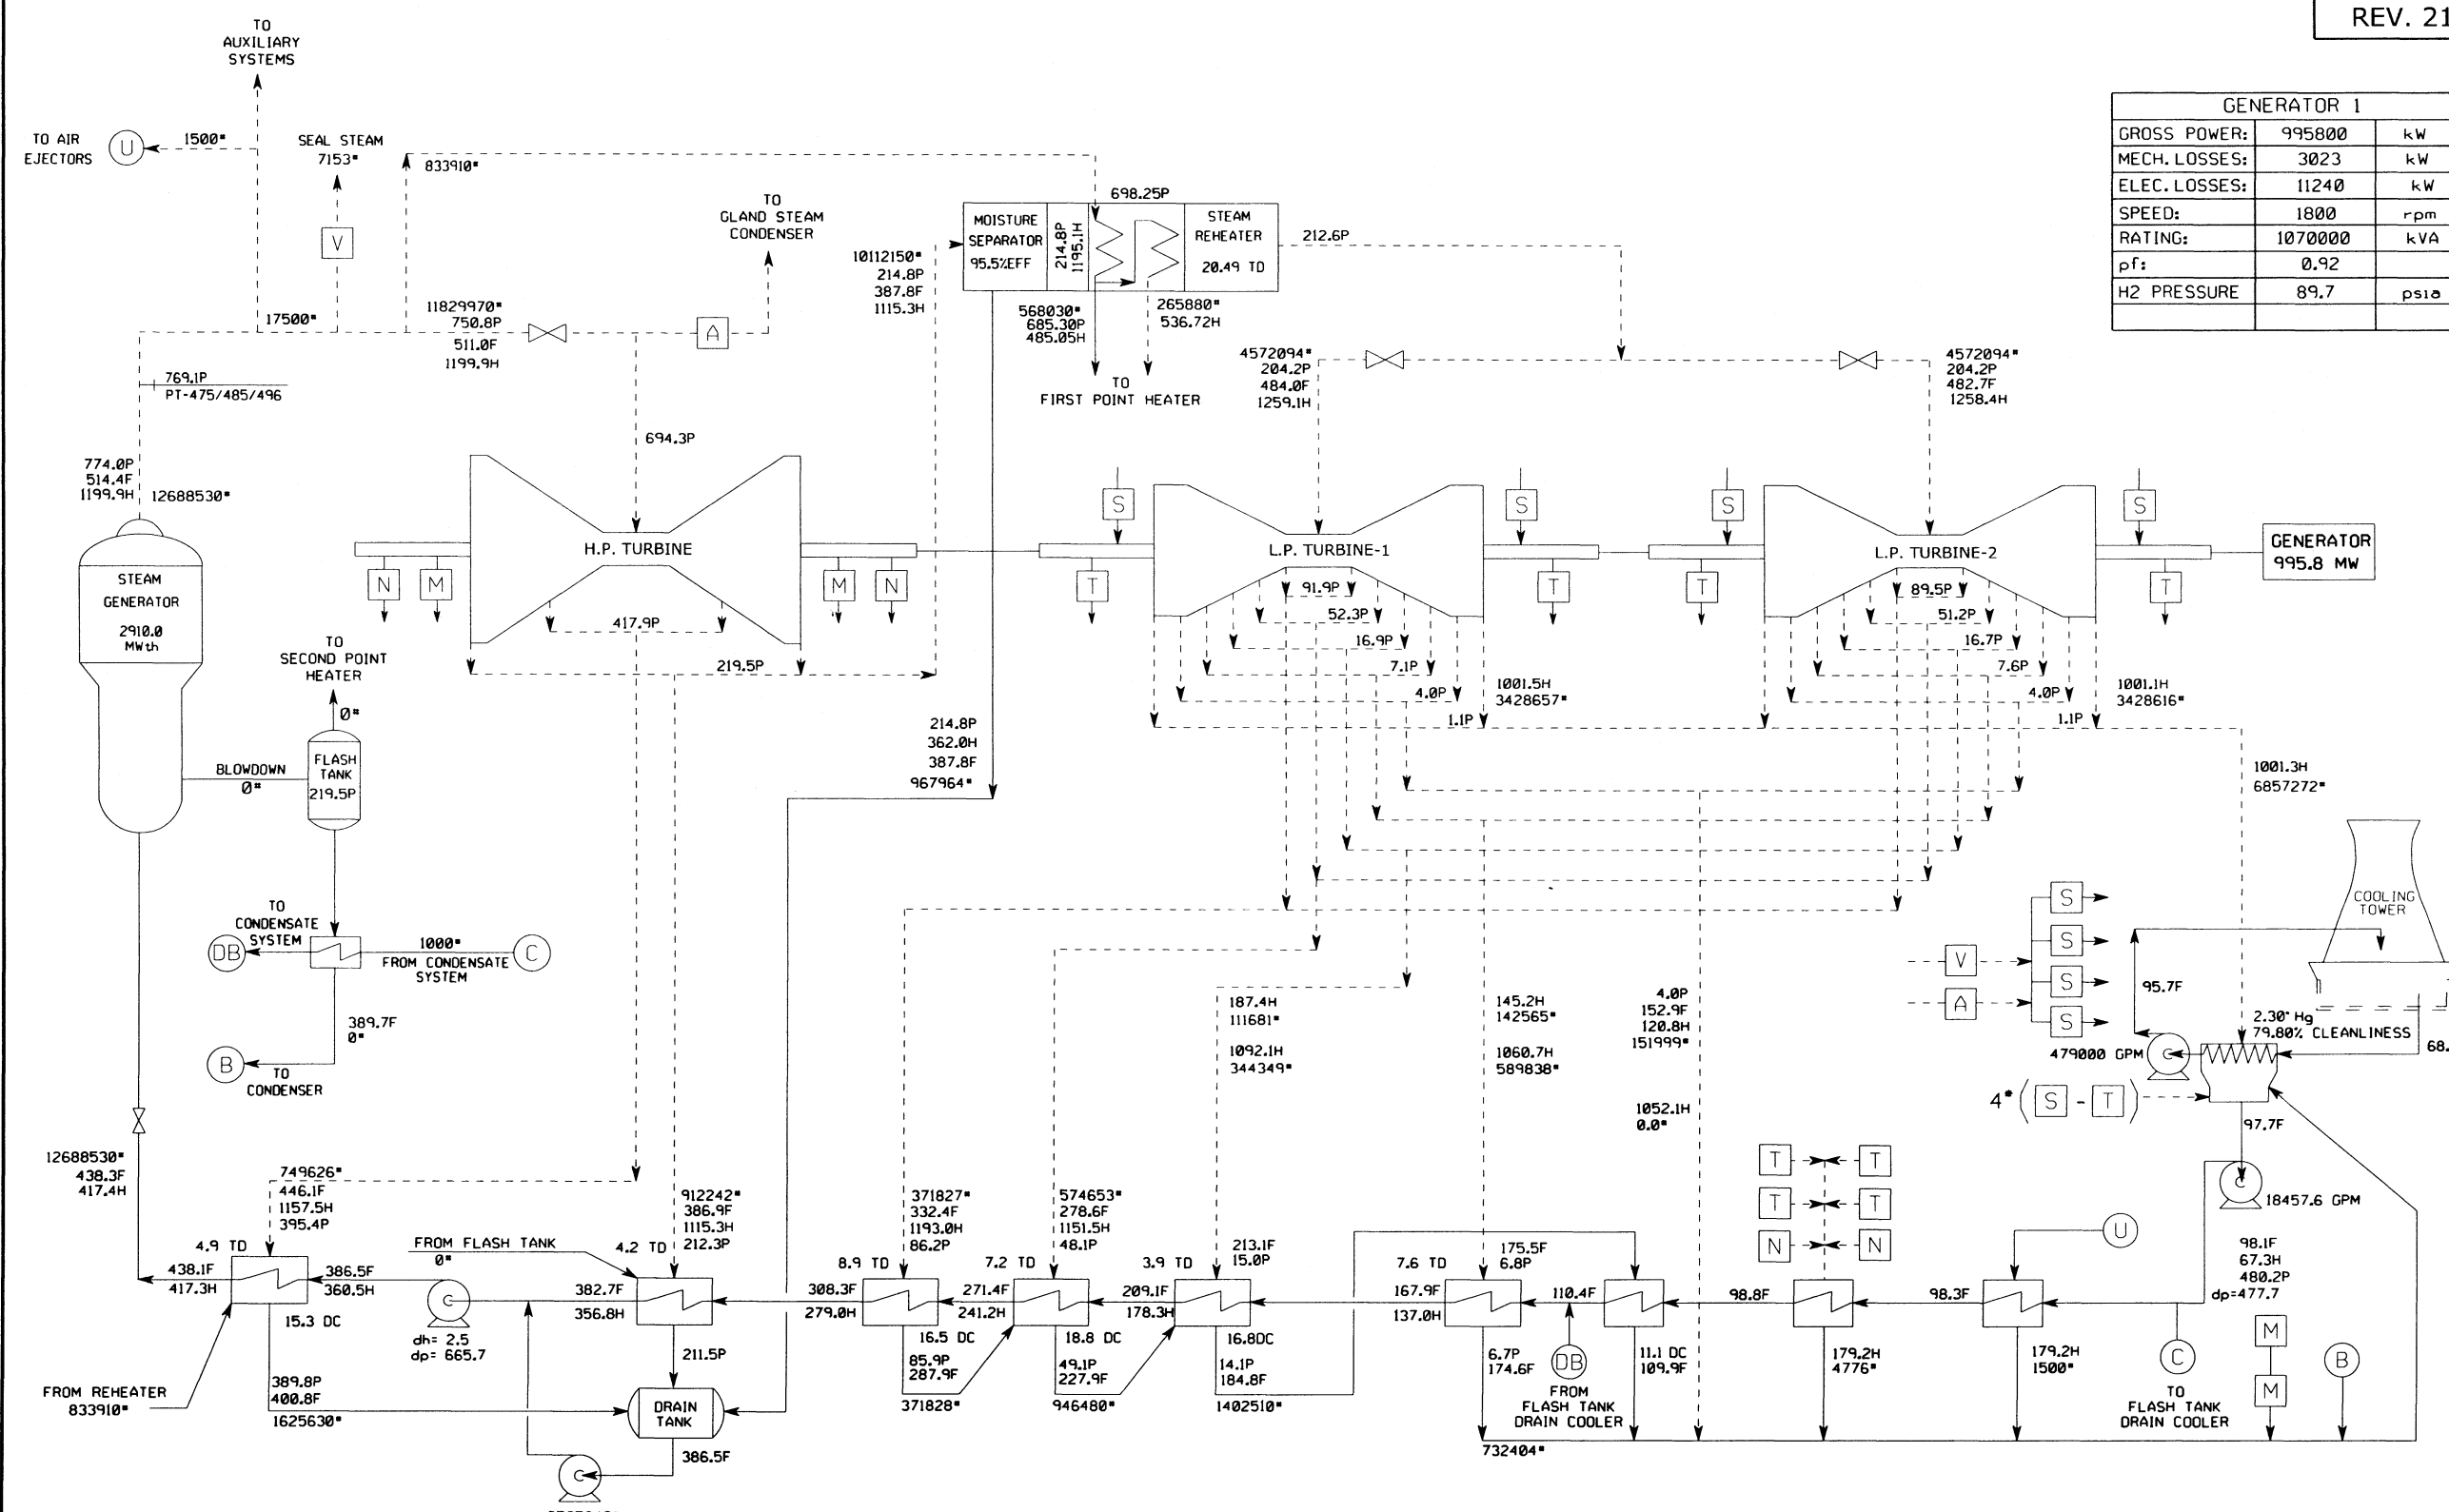 REV. 21
TO
AUXILIARY
SYSTEMS
TO AIR
EJECTORS
U
1500#
SEAL STEAM
7153#
V
833910#
17500#
11829970#
750.8P
511.0F
1199.9H
A
TO
GLAND STEAM
CONDENSER
769.1P
PT-475/485/496
694.3P
774.0P
514.4F
1199.9H
12688530#
10112150#
214.8P
387.8F
1115.3H
MOISTURE
SEPARATOR
95.5%EFF
214.8P
1195.1H
698.25P
STEAM
REHEATER
20.49 TD
212.6P
568030#
685.30P
485.05H
265880#
536.72H
TO
FIRST POINT HEATER
4572094#
204.2P
484.0F
1259.1H
4572094#
204.2P
482.7F
1258.4H
GENERATOR 1
GROSS POWER: 995800 kW
MECH.LOSSES: 3023 kW
ELEC.LOSSES: 11240 kW
SPEED: 1800 rpm
RATING: 1070000 kVA
pf: 0.92
H2 PRESSURE 89.7 psia
STEAM
GENERATOR
2910.0
MWth
H.P. TURBINE
N
M
M
N
417.9P
219.5P
S
T
L.P. TURBINE-1
91.9P
52.3P
16.9P
7.1P
4.0P
1.1P
S
T
1001.5H
3428657#
S
T
L.P. TURBINE-2
89.5P
51.2P
16.7P
7.6P
4.0P
1.1P
S
T
1001.1H
3428616#
GENERATOR
995.8 MW
TO
SECOND POINT
HEATER
0#
FLASH
TANK
219.5P
BLOWDOWN
0#
214.8P
362.0H
387.8F
967964#
1001.3H
6857272#
TO
CONDENSATE
SYSTEM
DB
1000#
FROM CONDENSATE
SYSTEM
C
389.7F
0#
B
TO
CONDENSER
187.4H
111681#
1092.1H
344349#
145.2H
142565#
1060.7H
589838#
4.0P
152.9F
120.8H
151999#
1052.1H
0.0#
V
A
S
S
S
S
COOLING
TOWER
95.7F
2.30" Hg
79.80% CLEANLINESS
68.
479000 GPM
C
4*(S - T)
97.7F
C
18457.6 GPM
12688530#
438.3F
417.4H
749626#
446.1F
1157.5H
395.4P
4.9 TD
438.1F
417.3H
386.5F
360.5H
15.3 DC
FROM REHEATER
833910#
389.8P
400.8F
1625630#
FROM FLASH TANK
0#
C
dh= 2.5
dp= 665.7
912242#
386.9F
1115.3H
212.3P
4.2 TD
382.7F
356.8H
211.5P
DRAIN
TANK
386.5F
C
371827#
332.4F
1193.0H
86.2P
8.9 TD
308.3F
279.0H
16.5 DC
85.9P
287.9F
371828#
574653#
278.6F
1151.5H
48.1P
7.2 TD
271.4F
241.2H
18.8 DC
49.1P
227.9F
946480#
213.1F
15.0P
3.9 TD
209.1F
178.3H
16.8DC
14.1P
184.8F
1402510#
175.5F
6.8P
7.6 TD
167.9F
137.0H
6.7P
174.6F
732404#
110.4F
DB
FROM
FLASH TANK
DRAIN COOLER
11.1 DC
109.9F
98.8F
T
T
T
T
N
N
179.2H
4776#
98.3F
U
179.2H
1500#
98.1F
67.3H
480.2P
dp=477.7
C
TO
FLASH TANK
DRAIN COOLER
M
M
B